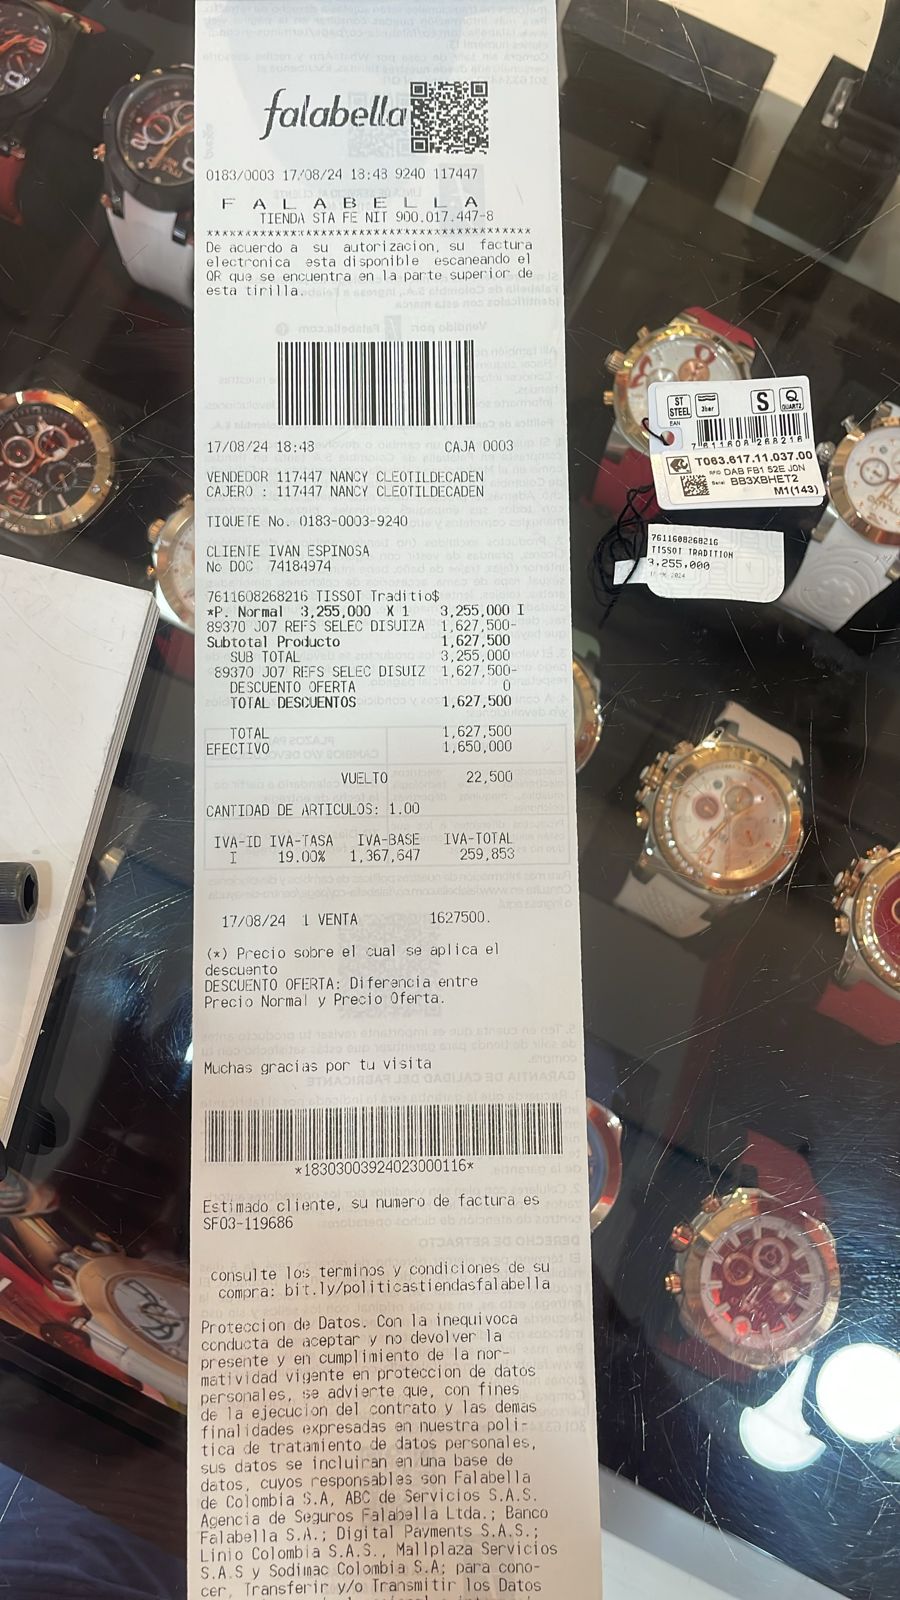 falabella
0183/0003 17/08/24 18:48 9240 117447
F A L A B E L L A
TIENDA STA FE NIT 900.017.447-8
*****************************************
De acuerdo a su autorizacion, su factura
electronica esta disponible escaneando el
QR que se encuentra en la parte superior de
esta tirilla.
17/08/24 18:48 CAJA 0003
VENDEDOR 117447 NANCY CLEOTILDECADEN
CAJERO : 117447 NANCY CLEOTILDECADEN
TIQUETE No. 0183-0003-9240
CLIENTE IVAN ESPINOSA
No DOC 74184974
7611608268216 TISSOT Traditio$
*P. Normal 3,255,000 X 1 3,255,000 I
89370 J07 REFS SELEC DISUIZA 1,627,500-
Subtotal Producto 1,627,500
SUB TOTAL 3,255,000
89370 J07 REFS SELEC DISUIZ 1,627,500-
DESCUENTO OFERTA 0
TOTAL DESCUENTOS 1,627,500
TOTAL 1,627,500
EFECTIVO 1,650,000
VUELTO 22,500
CANTIDAD DE ARTICULOS: 1.00
IVA-ID IVA-TASA IVA-BASE IVA-TOTAL
I 19.00% 1,367,647 259,853
17/08/24 1 VENTA 1627500.
(*) Precio sobre el cual se aplica el
descuento
DESCUENTO OFERTA: Diferencia entre
Precio Normal y Precio Oferta.
Muchas gracias por tu visita
*18303003924023000116*
Estimado cliente, su numero de factura es
SF03-119686
consulte los terminos y condiciones de su
compra: bit.ly/politicastiendasfalabella
Proteccion de Datos. Con la inequivoca
conducta de aceptar y no devolver la
presente y en cumplimiento de la nor-
matividad vigente en proteccion de datos
personales, se advierte que, con fines
de la ejecucion del contrato y las demas
finalidades expresadas en nuestra poli-
tica de tratamiento de datos personales,
sus datos se incluiran en una base de
datos, cuyos responsables son Falabella
de Colombia S.A, ABC de Servicios S.A.S.
Agencia de Seguros Falabella Ltda.; Banco
Falabella S.A.; Digital Payments S.A.S.;
Linio Colombia S.A.S., Mallplaza Servicios
S.A.S y Sodimac Colombia S.A; para cono-
cer, Transferir y/o Transmitir los Datos
ST STEEL 3bar S Q QUARTZ
EAN
7 611608 268216
T063.617.11.037.00
DAB FB1 52E J0N
Serial BB3XBHET2
M1(143)
7611608268216
TISSOT TRADITION
3,255,000